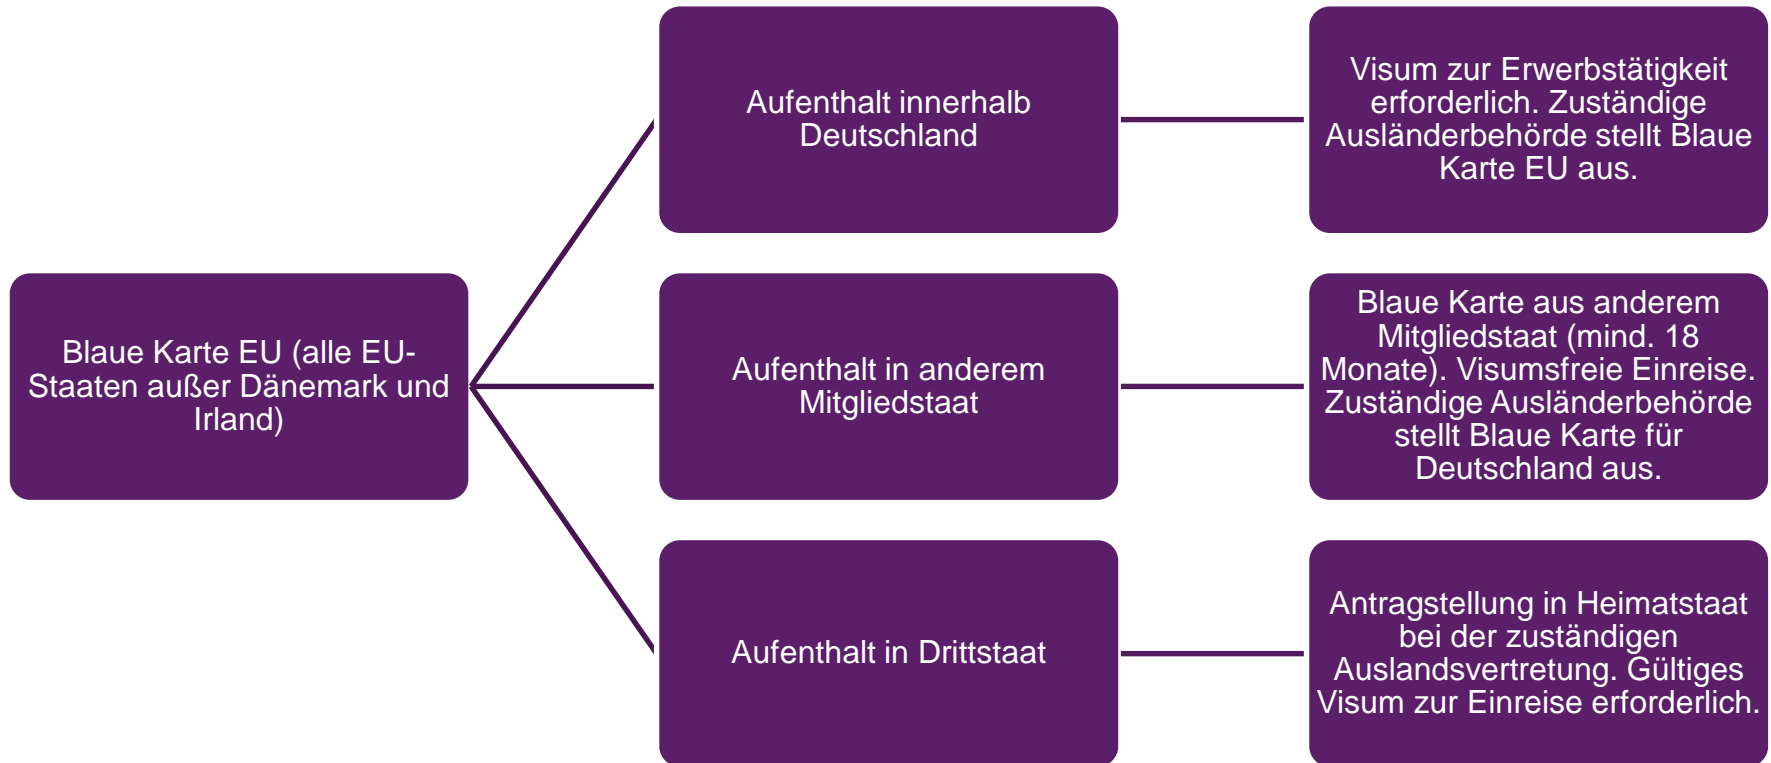 Blaue Karte EU (alle EU-
Staaten außer Dänemark und
Irland)
Aufenthalt innerhalb
Deutschland
Visum zur Erwerbstätigkeit
erforderlich. Zuständige
Ausländerbehörde stellt Blaue
Karte EU aus.
Aufenthalt in anderem
Mitgliedstaat
Blaue Karte aus anderem
Mitgliedstaat (mind. 18
Monate). Visumsfreie Einreise.
Zuständige Ausländerbehörde
stellt Blaue Karte für
Deutschland aus.
Aufenthalt in Drittstaat
Antragstellung in Heimatstaat
bei der zuständigen
Auslandsvertretung. Gültiges
Visum zur Einreise erforderlich.